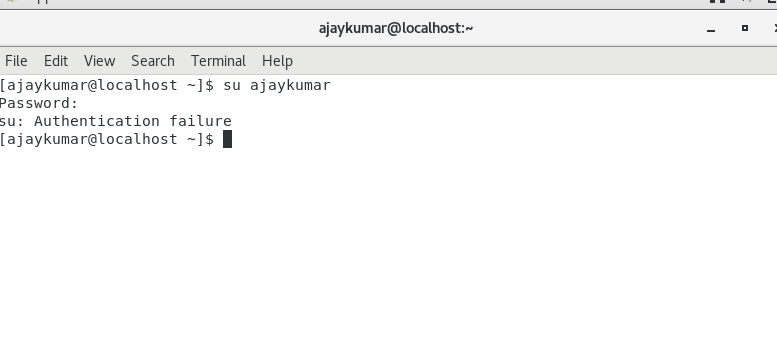 ajaykumar@localhost:~
File Edit View Search Terminal Help
[ajaykumar@localhost ~]$ su ajaykumar
Password:
su: Authentication failure
[ajaykumar@localhost ~]$